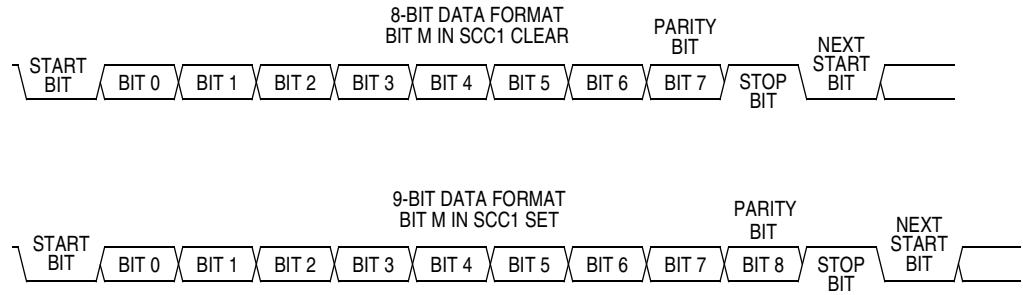 8-BIT DATA FORMAT
BIT M IN SCC1 CLEAR
PARITY
BIT
NEXT
START
BIT
START
BIT
BIT 0
BIT 1
BIT 2
BIT 3
BIT 4
BIT 5
BIT 6
BIT 7
STOP
BIT
9-BIT DATA FORMAT
BIT M IN SCC1 SET
PARITY
BIT
NEXT
START
BIT
START
BIT
BIT 0
BIT 1
BIT 2
BIT 3
BIT 4
BIT 5
BIT 6
BIT 7
BIT 8
STOP
BIT